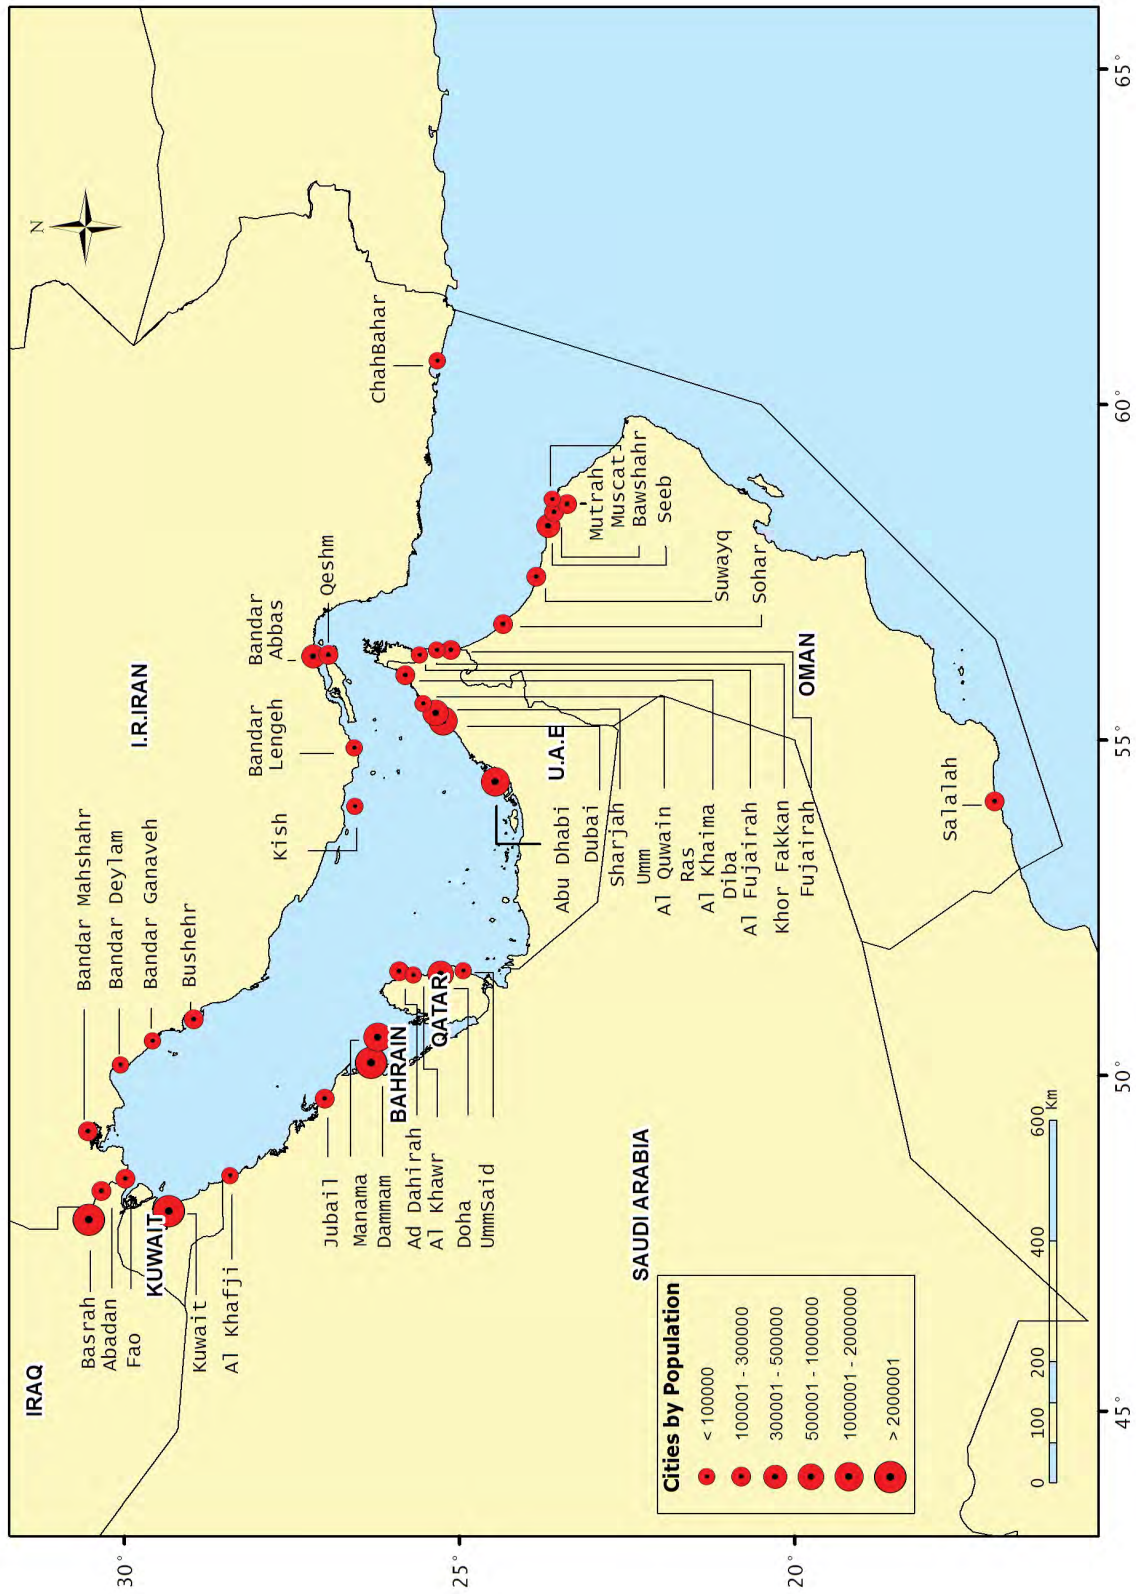 N
IRAQ
I.R.IRAN
KUWAIT
BAHRAIN
QATAR
U.A.E
OMAN
SAUDI ARABIA
Basrah
Abadan
Fao
Kuwait
Al Khafji
Bandar Mahshahr
Bandar Deylam
Bandar Ganaveh
Bushehr
Kish
Bandar
Lengeh
Bandar
Abbas
Qeshm
ChahBahar
Jubail
Manama
Dammam
Ad Dahirah
Al Khawr
Doha
UmmSaid
Abu Dhabi
Dubai
Sharjah
Umm
Al Quwain
Ras
Al Khaima
Diba
Al Fujairah
Khor Fakkan
Fujairah
Mutrah
Muscat
Bawshahr
Seeb
Suwayq
Sohar
Salalah
Cities by Population
< 100000
100001 - 300000
300001 - 500000
500001 - 1000000
1000001 - 2000000
> 2000001
0 100 200 400 600
Km
30°
25°
20°
45°
50°
55°
60°
65°